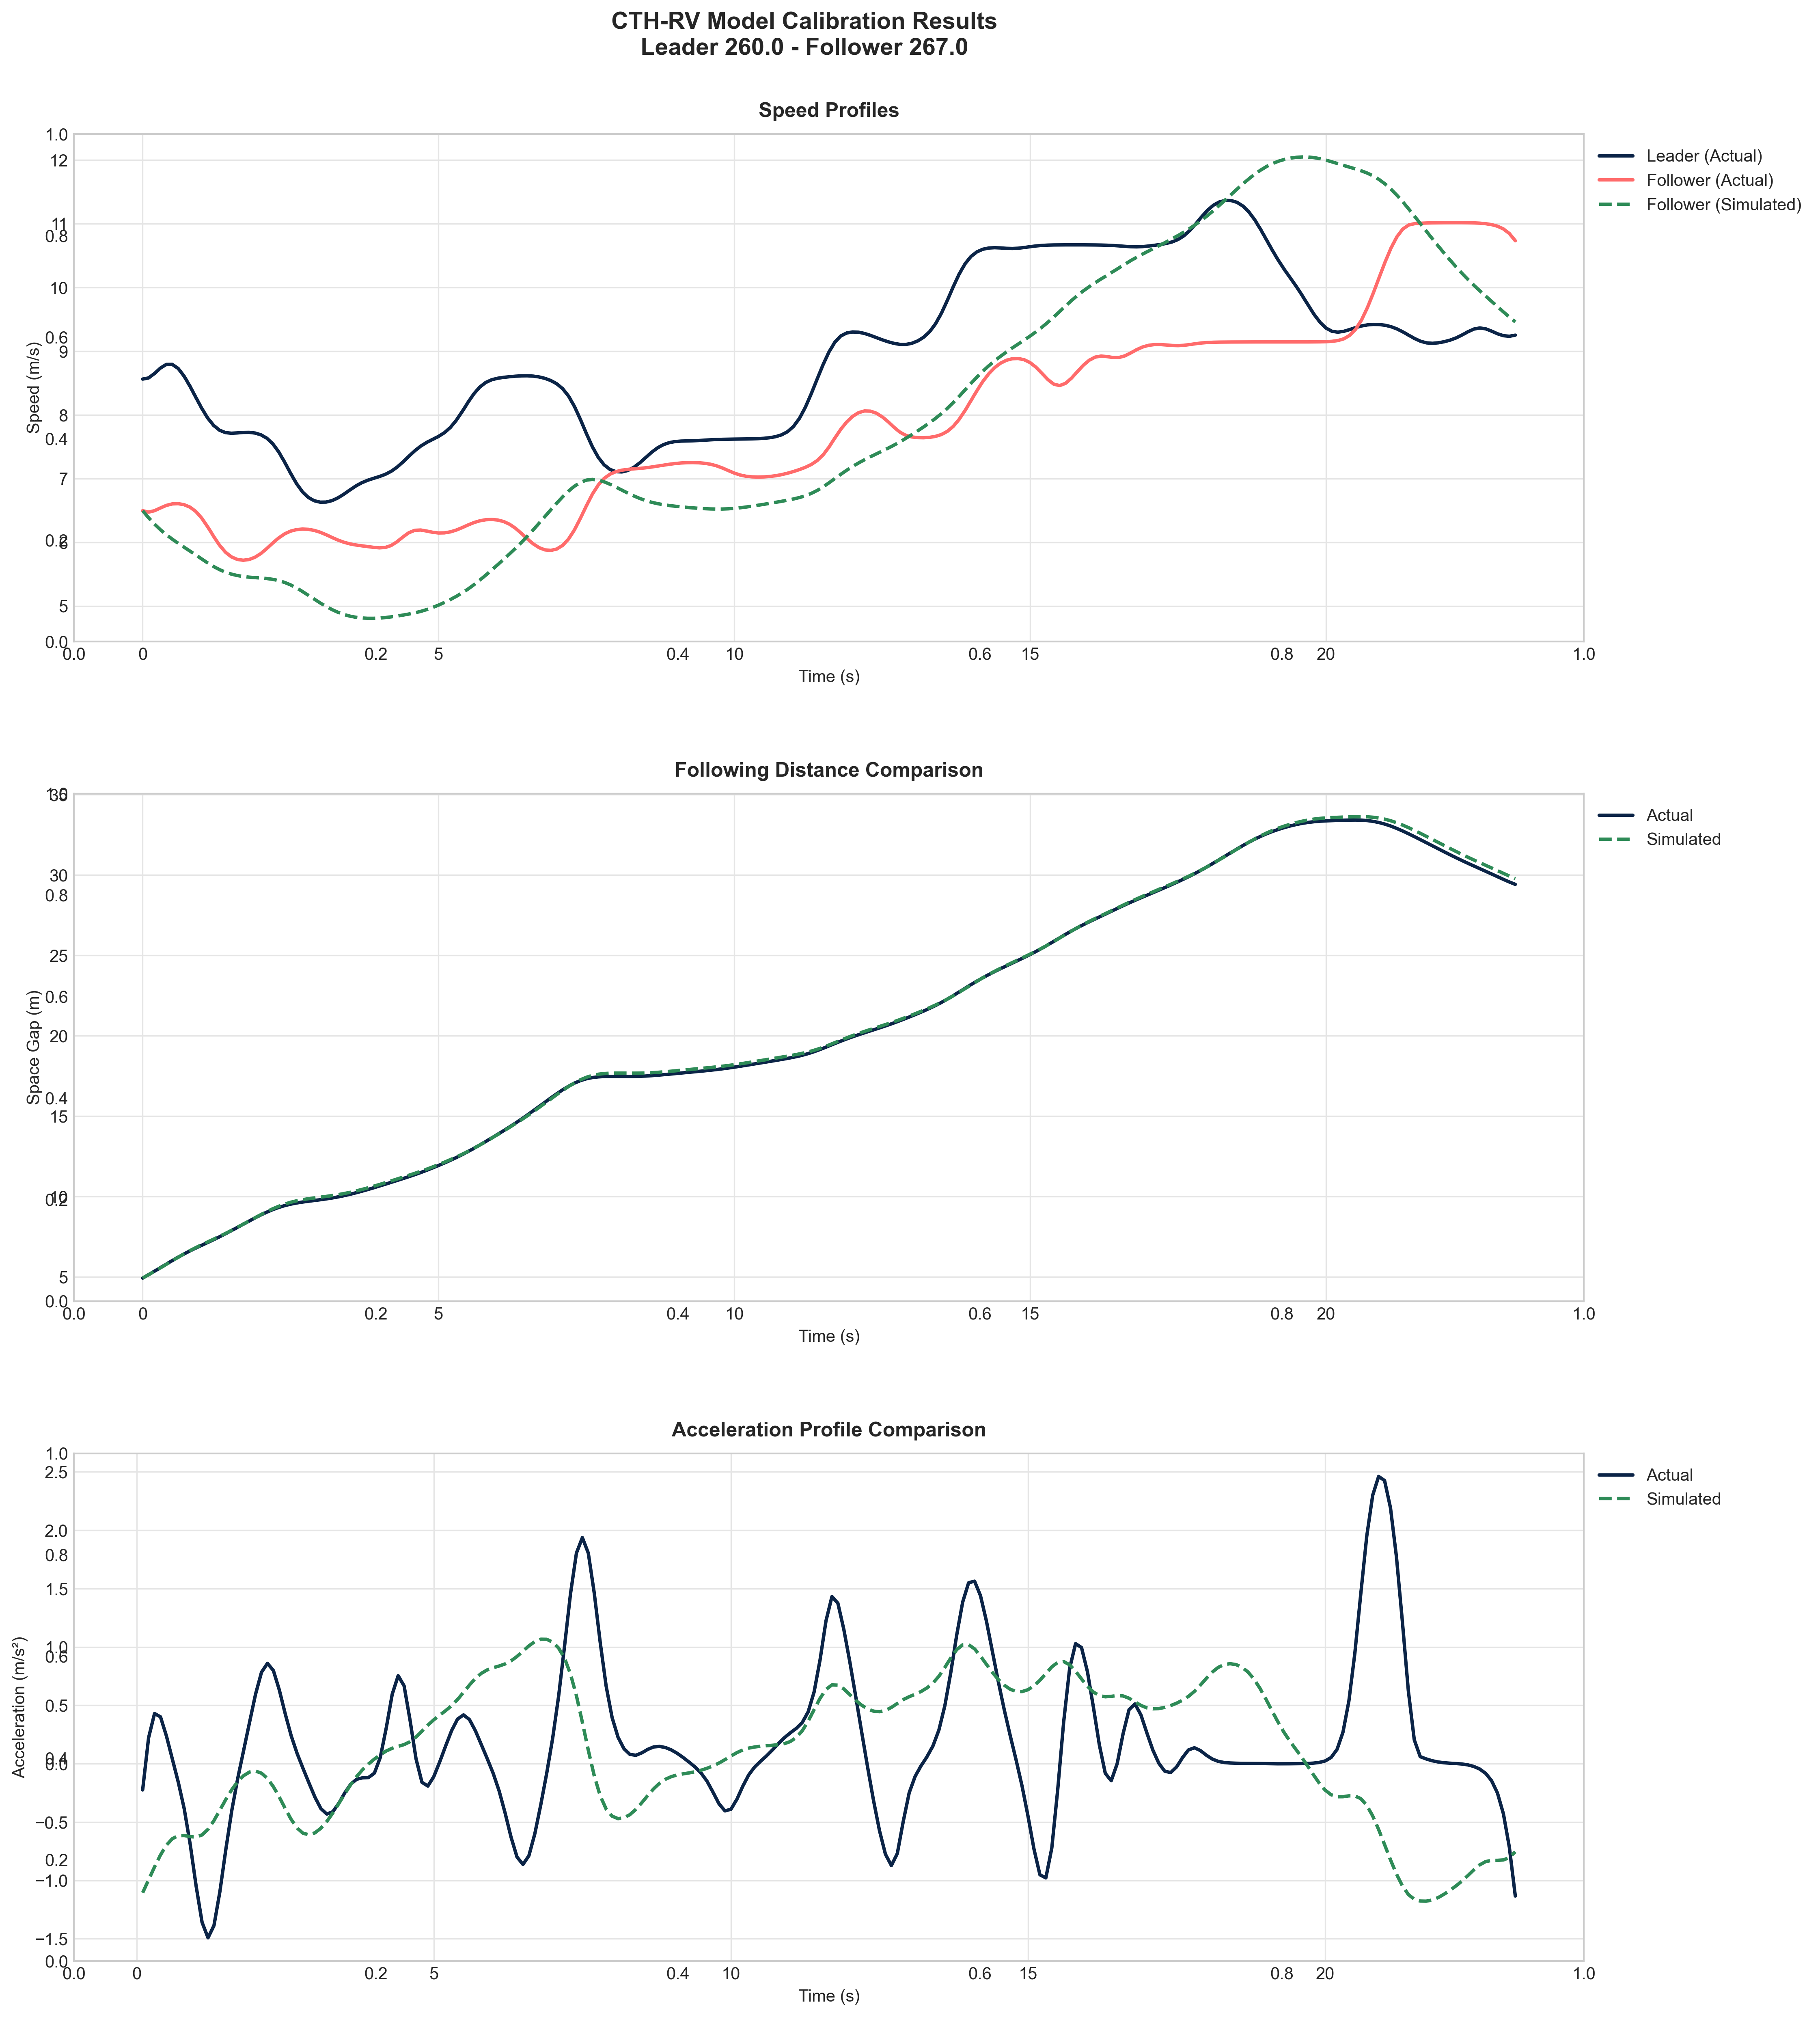 CTH-RV Model Calibration Results
Leader 260.0 - Follower 267.0
Speed Profiles
1.0
12
11
0.8
10
0.6
9
8
0.4
7
0.2
6
5
0.0
Speed (m/s)
0.0 0 0.2 5 0.4 10 0.6 15 0.8 20 1.0
Time (s)
Leader (Actual)
Follower (Actual)
Follower (Simulated)
Following Distance Comparison
1.0
35
30
0.8
25
0.6
20
0.4
15
10
0.2
5
0.0
Space Gap (m)
0.0 0 0.2 5 0.4 10 0.6 15 0.8 20 1.0
Time (s)
Actual
Simulated
Acceleration Profile Comparison
1.0
2.5
2.0
0.8
1.5
1.0
0.6
0.5
0.4
0.0
−0.5
0.2
−1.0
−1.5
0.0
Acceleration (m/s²)
0.0 0 0.2 5 0.4 10 0.6 15 0.8 20 1.0
Time (s)
Actual
Simulated